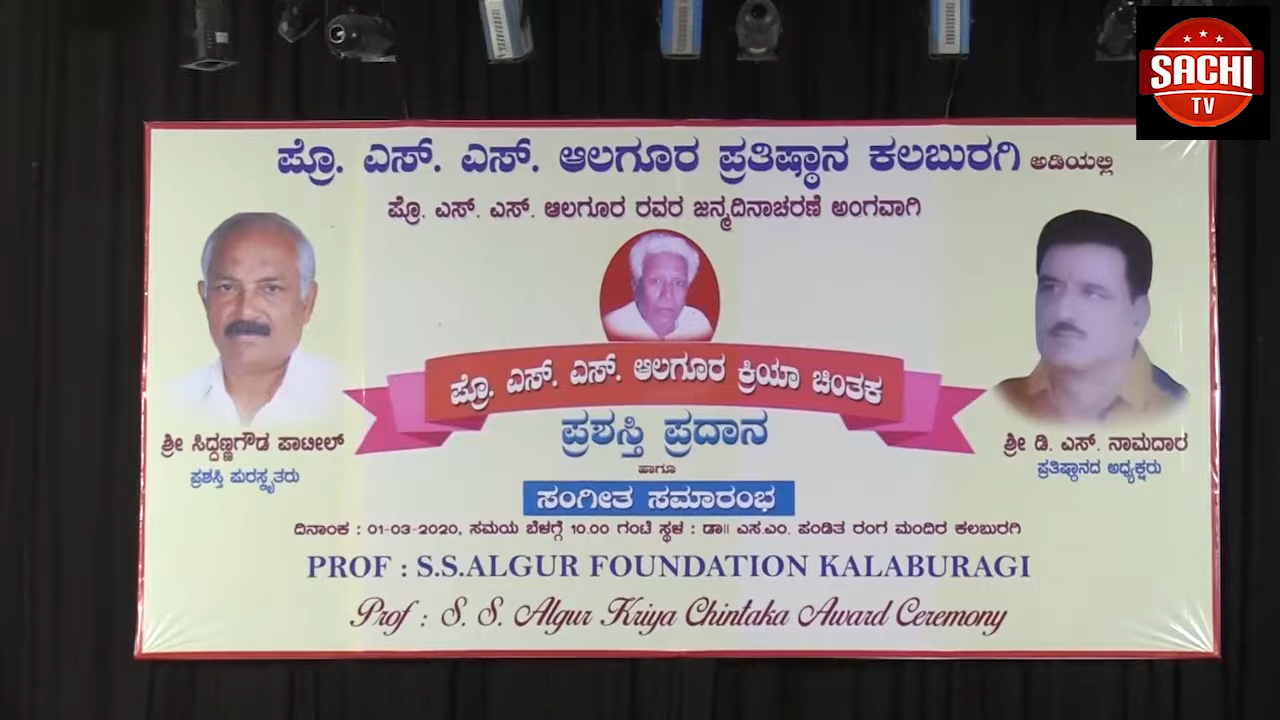 SACHI
TV
ಪ್ರೊ. ಎಸ್. ಎಸ್. ಆಲಗೂರ ಪ್ರತಿಷ್ಠಾನ ಕಲಬುರಗಿ ಅಡಿಯಲ್ಲಿ
ಪ್ರೊ. ಎಸ್. ಎಸ್. ಆಲಗೂರ ರವರ ಜನ್ಮದಿನಾಚರಣೆ ಅಂಗವಾಗಿ
ಪ್ರೊ. ಎಸ್. ಎಸ್. ಆಲಗೂರ ಕ್ರಿಯಾ ಚಿಂತಕ
ಪ್ರಶಸ್ತಿ ಪ್ರದಾನ
ಹಾಗೂ
ಸಂಗೀತ ಸಮಾರಂಭ
ಶ್ರೀ ಸಿದ್ದಣ್ಣಗೌಡ ಪಾಟೀಲ್
ಪ್ರಶಸ್ತಿ ಪುರಸ್ಕೃತರು
ಶ್ರೀ ಡಿ. ಎಸ್. ನಾಮದಾರ
ಪ್ರತಿಷ್ಠಾನದ ಅಧ್ಯಕ್ಷರು
ದಿನಾಂಕ : 01-03-2020, ಸಮಯ ಬೆಳಗ್ಗೆ 10.00 ಗಂಟೆ ಸ್ಥಳ : ಡಾ॥ ಎಸ.ಎಂ. ಪಂಡಿತ ರಂಗ ಮಂದಿರ ಕಲಬುರಗಿ
PROF : S.S.ALGUR FOUNDATION KALABURAGI
Prof : S. S. Algur Kriya Chintaka Award Ceremony